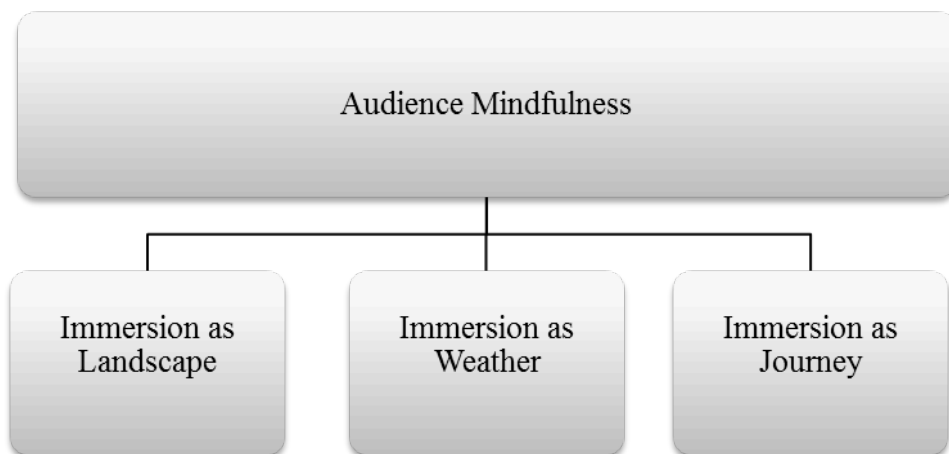 Audience Mindfulness
Immersion as
Landscape
Immersion as
Weather
Immersion as
Journey